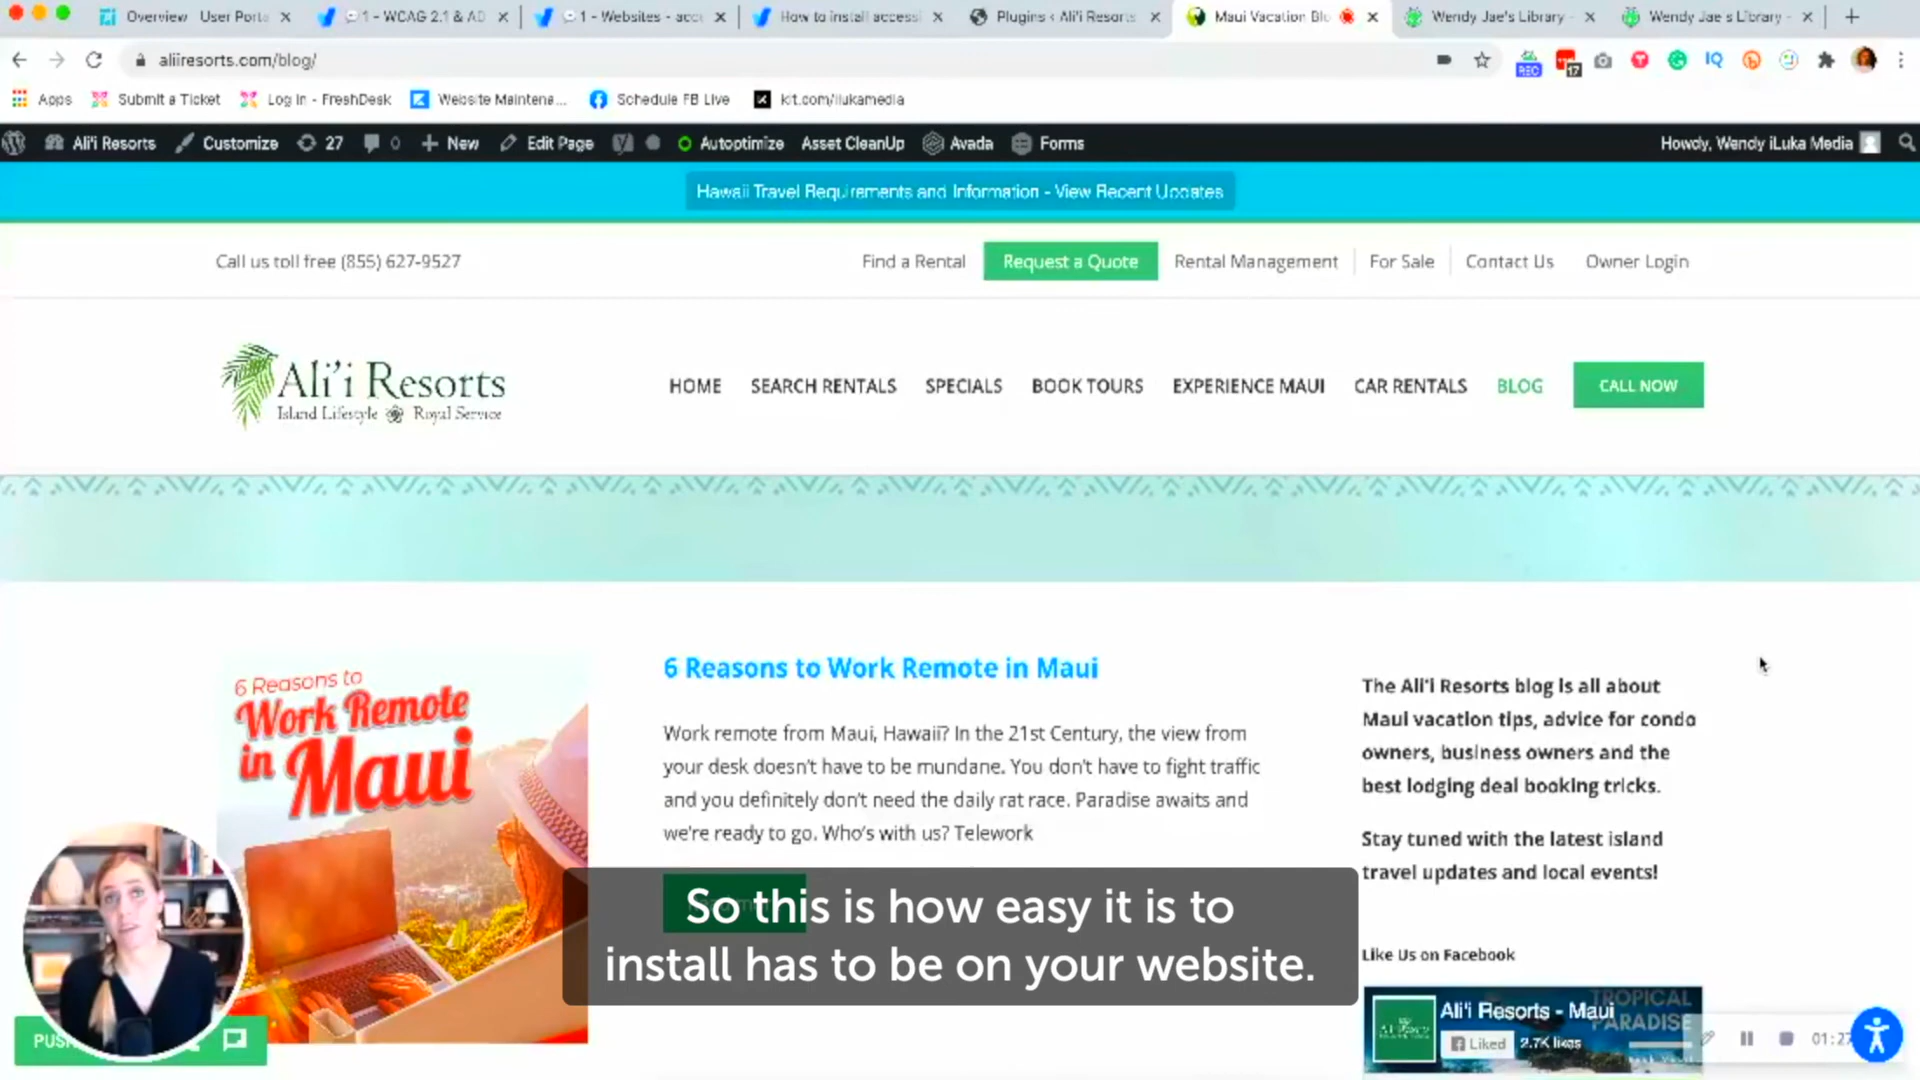 Overview User Porta
1 - WCAG 2.1 & AD
1 - Websites - acce
How to install accessi
Plugins ‹ Ali'i Resorts
Maui Vacation Blo
Wendy Jae's Library -
Wendy Jae's Library -
aliiresorts.com/blog/
REO
17
IQ
Apps
Submit a Ticket
Log in - FreshDesk
Website Maintena...
Schedule FB Live
kit.com/ilukamedia
Ali'i Resorts
Customize
27
0
New
Edit Page
Autoptimize
Asset CleanUp
Avada
Forms
Howdy, Wendy iLuka Media
Hawaii Travel Requirements and Information - View Recent Updates
Call us toll free (855) 627-9527
Find a Rental
Request a Quote
Rental Management
For Sale
Contact Us
Owner Login
Ali'i Resorts
Island Lifestyle Royal Service
HOME
SEARCH RENTALS
SPECIALS
BOOK TOURS
EXPERIENCE MAUI
CAR RENTALS
BLOG
CALL NOW
6 Reasons to
Work Remote
in Maui
6 Reasons to Work Remote in Maui
Work remote from Maui, Hawaii? In the 21st Century, the view from
your desk doesn't have to be mundane. You don't have to fight traffic
and you definitely don't need the daily rat race. Paradise awaits and
we're ready to go. Who's with us? Telework
The Ali'i Resorts blog is all about
Maui vacation tips, advice for condo
owners, business owners and the
best lodging deal booking tricks.
Stay tuned with the latest island
travel updates and local events!
Like Us on Facebook
TROPICAL
PARADISE
Ali'i Resorts - Maui
Liked
2.7K likes
So this is how easy it is to
install has to be on your website.
01:27